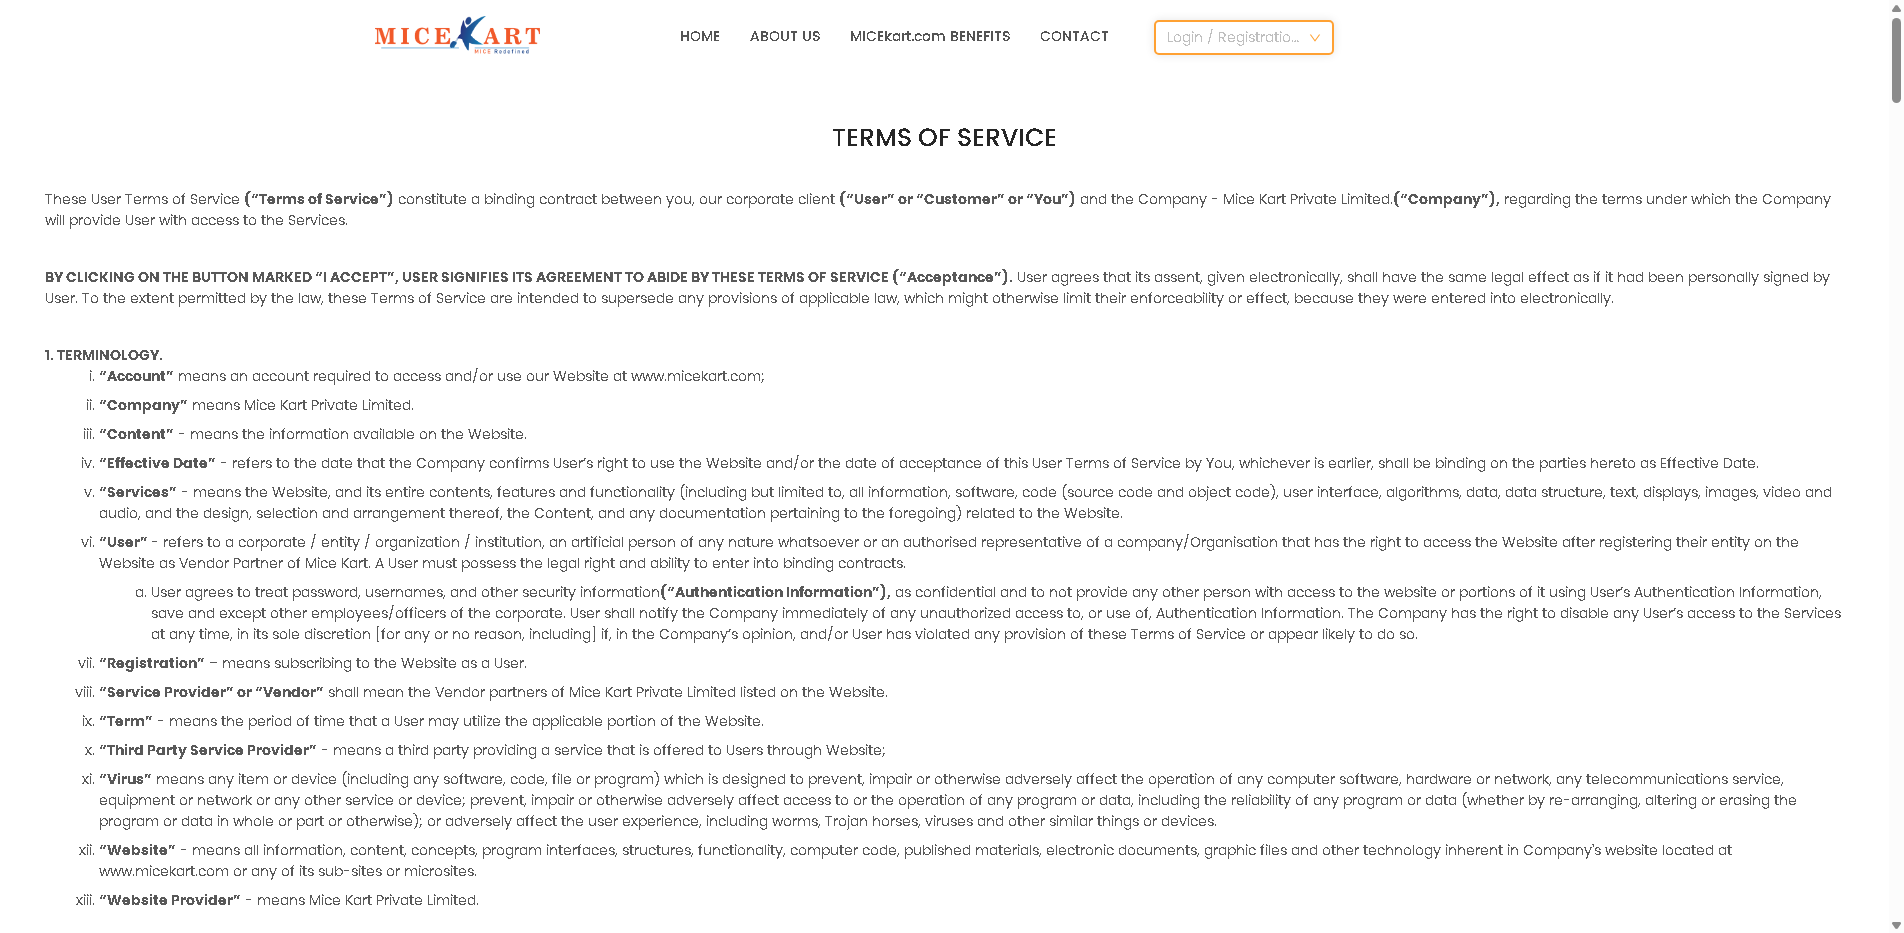 MICE KART
MICE Redefined
HOME
ABOUT US
MICEkart.com BENEFITS
CONTACT
Login / Registratio...
TERMS OF SERVICE
These User Terms of Service (“Terms of Service”) constitute a binding contract between you, our corporate client (“User” or “Customer” or “You”) and the Company - Mice Kart Private Limited.(“Company”), regarding the terms under which the Company
will provide User with access to the Services.
BY CLICKING ON THE BUTTON MARKED “I ACCEPT”, USER SIGNIFIES ITS AGREEMENT TO ABIDE BY THESE TERMS OF SERVICE (“Acceptance”). User agrees that its assent, given electronically, shall have the same legal effect as if it had been personally signed by
User. To the extent permitted by the law, these Terms of Service are intended to supersede any provisions of applicable law, which might otherwise limit their enforceability or effect, because they were entered into electronically.
1. TERMINOLOGY.
i. “Account” means an account required to access and/or use our Website at www.micekart.com;
ii. “Company” means Mice Kart Private Limited.
iii. “Content” - means the information available on the Website.
iv. “Effective Date” - refers to the date that the Company confirms User’s right to use the Website and/or the date of acceptance of this User Terms of Service by You, whichever is earlier, shall be binding on the parties hereto as Effective Date.
v. “Services” - means the Website, and its entire contents, features and functionality (including but limited to, all information, software, code (source code and object code), user interface, algorithms, data, data structure, text, displays, images, video and
audio, and the design, selection and arrangement thereof, the Content, and any documentation pertaining to the foregoing) related to the Website.
vi. “User” - refers to a corporate / entity / organization / institution, an artificial person of any nature whatsoever or an authorised representative of a company/Organisation that has the right to access the Website after registering their entity on the
Website as Vendor Partner of Mice Kart. A User must possess the legal right and ability to enter into binding contracts.
a. User agrees to treat password, usernames, and other security information(“Authentication Information”), as confidential and to not provide any other person with access to the website or portions of it using User’s Authentication Information,
save and except other employees/officers of the corporate. User shall notify the Company immediately of any unauthorized access to, or use of, Authentication Information. The Company has the right to disable any User’s access to the Services
at any time, in its sole discretion [for any or no reason, including] if, in the Company’s opinion, and/or User has violated any provision of these Terms of Service or appear likely to do so.
vii. “Registration” – means subscribing to the Website as a User.
viii. “Service Provider” or “Vendor” shall mean the Vendor partners of Mice Kart Private Limited listed on the Website.
ix. “Term” - means the period of time that a User may utilize the applicable portion of the Website.
x. “Third Party Service Provider” - means a third party providing a service that is offered to Users through Website;
xi. “Virus” means any item or device (including any software, code, file or program) which is designed to prevent, impair or otherwise adversely affect the operation of any computer software, hardware or network, any telecommunications service,
equipment or network or any other service or device; prevent, impair or otherwise adversely affect access to or the operation of any program or data, including the reliability of any program or data (whether by re-arranging, altering or erasing the
program or data in whole or part or otherwise); or adversely affect the user experience, including worms, Trojan horses, viruses and other similar things or devices.
xii. “Website” - means all information, content, concepts, program interfaces, structures, functionality, computer code, published materials, electronic documents, graphic files and other technology inherent in Company’s website located at
www.micekart.com or any of its sub-sites or microsites.
xiii. “Website Provider” - means Mice Kart Private Limited.